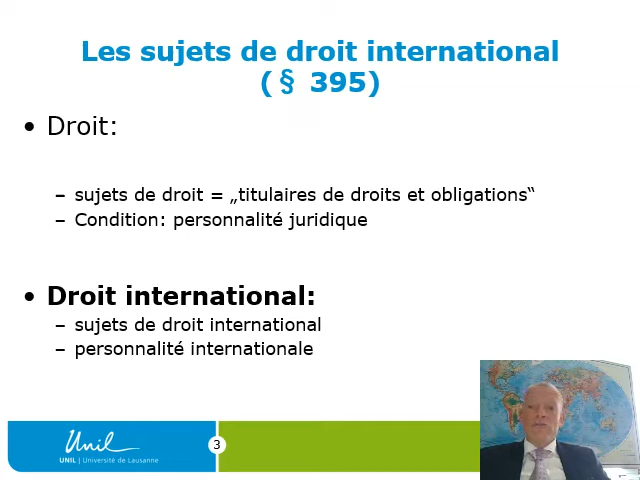 Les sujets de droit international
(§ 395)
• Droit:
– sujets de droit = „titulaires de droits et obligations“
– Condition: personnalité juridique
• Droit international:
– sujets de droit international
– personnalité internationale
Unil
UNIL | Université de Lausanne
3